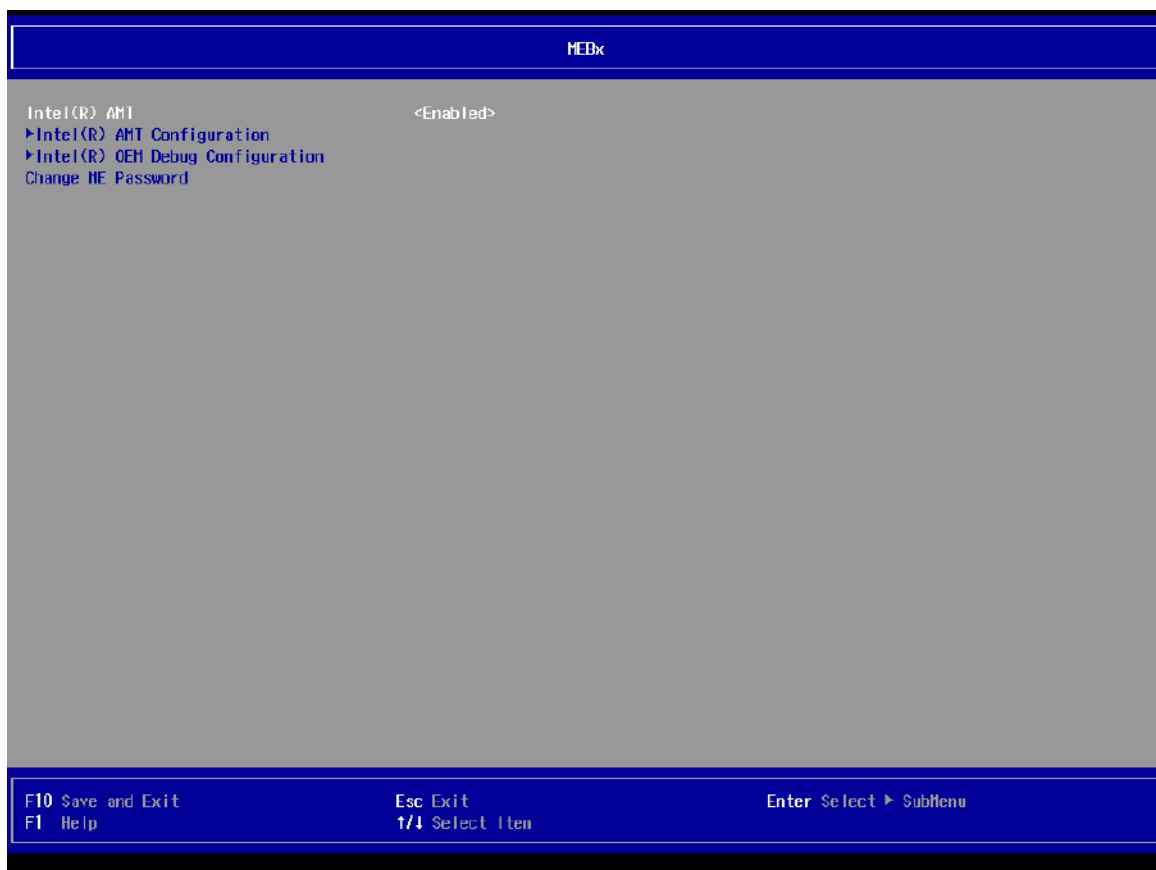 MEBx
Intel(R) AMT <Enabled>
►Intel(R) AMT Configuration
►Intel(R) OEM Debug Configuration
Change ME Password
F10 Save and Exit Esc Exit Enter Select ► SubMenu
F1 Help ↑/↓ Select Item